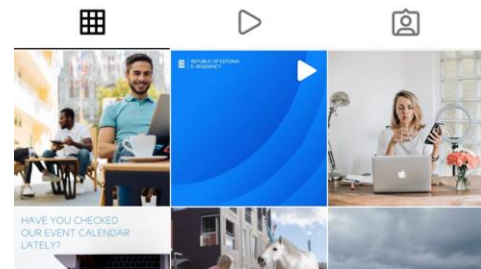 REPUBLIC OF ESTONIA
E-RESIDENCY
HAVE YOU CHECKED
OUR EVENT CALENDAR
LATELY?